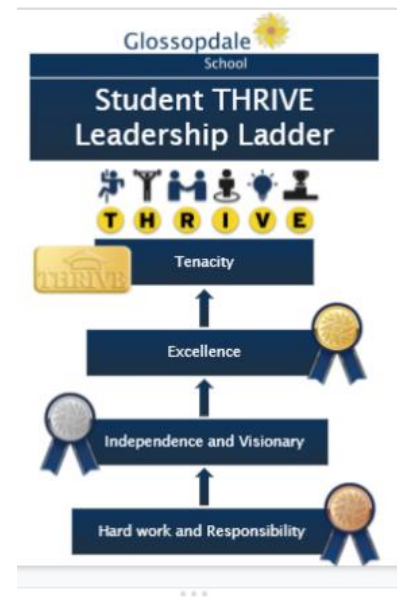 Glossopdale
School
Student THRIVE
Leadership Ladder
T H R I V E
THRIVE
Tenacity
Excellence
Independence and Visionary
Hard work and Responsibility